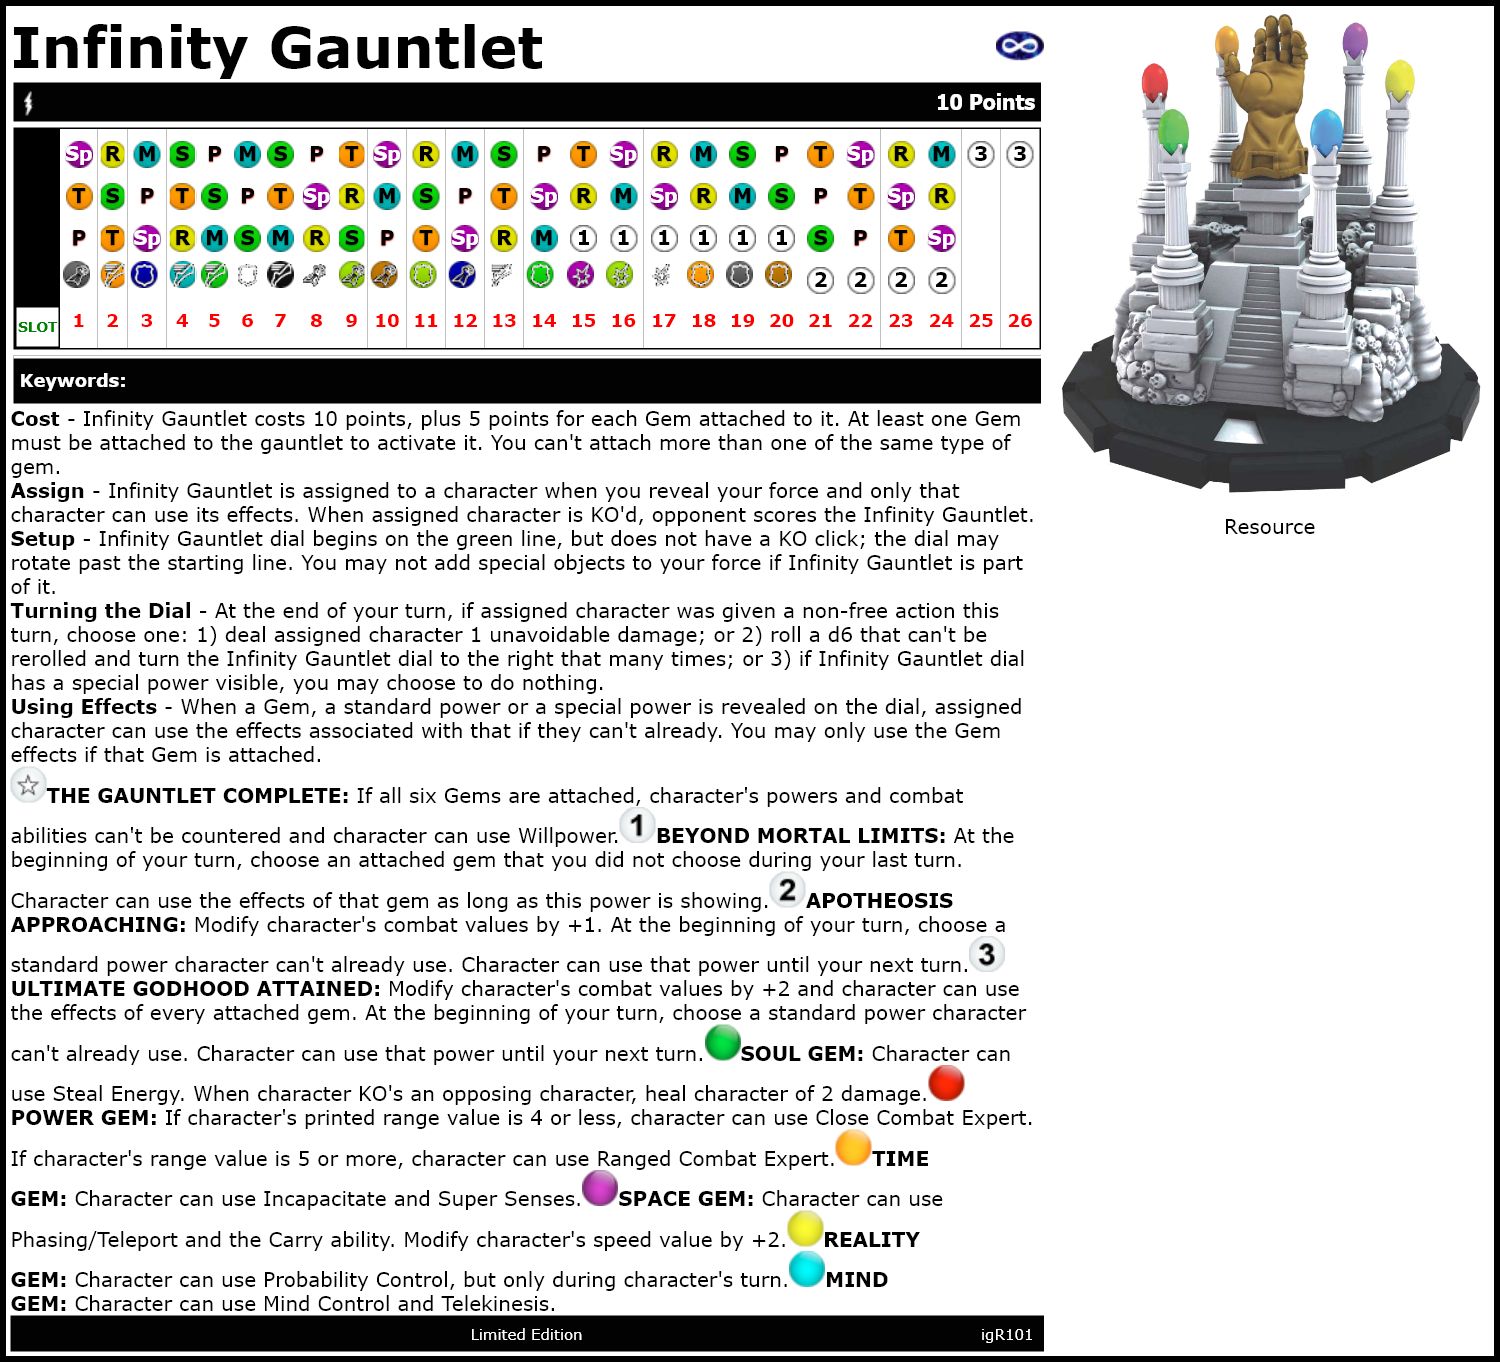 Infinity Gauntlet
10 Points
Sp R M S P M S P T Sp R M S P T Sp R M S P T Sp R M 3 3
T S P T S P T Sp R M S P T Sp R M Sp R M S P T Sp R
P T Sp R M S M R S P T Sp R M 1 1 1 1 1 1 S P T Sp
2 2 2 2
SLOT 1 2 3 4 5 6 7 8 9 10 11 12 13 14 15 16 17 18 19 20 21 22 23 24 25 26
Keywords:
Cost - Infinity Gauntlet costs 10 points, plus 5 points for each Gem attached to it. At least one Gem
must be attached to the gauntlet to activate it. You can't attach more than one of the same type of
gem.
Assign - Infinity Gauntlet is assigned to a character when you reveal your force and only that
character can use its effects. When assigned character is KO'd, opponent scores the Infinity Gauntlet.
Setup - Infinity Gauntlet dial begins on the green line, but does not have a KO click; the dial may
rotate past the starting line. You may not add special objects to your force if Infinity Gauntlet is part
of it.
Turning the Dial - At the end of your turn, if assigned character was given a non-free action this
turn, choose one: 1) deal assigned character 1 unavoidable damage; or 2) roll a d6 that can't be
rerolled and turn the Infinity Gauntlet dial to the right that many times; or 3) if Infinity Gauntlet dial
has a special power visible, you may choose to do nothing.
Using Effects - When a Gem, a standard power or a special power is revealed on the dial, assigned
character can use the effects associated with that if they can't already. You may only use the Gem
effects if that Gem is attached.
THE GAUNTLET COMPLETE: If all six Gems are attached, character's powers and combat
abilities can't be countered and character can use Willpower. 1 BEYOND MORTAL LIMITS: At the
beginning of your turn, choose an attached gem that you did not choose during your last turn.
Character can use the effects of that gem as long as this power is showing. 2 APOTHEOSIS
APPROACHING: Modify character's combat values by +1. At the beginning of your turn, choose a
standard power character can't already use. Character can use that power until your next turn. 3
ULTIMATE GODHOOD ATTAINED: Modify character's combat values by +2 and character can use
the effects of every attached gem. At the beginning of your turn, choose a standard power character
can't already use. Character can use that power until your next turn. SOUL GEM: Character can
use Steal Energy. When character KO's an opposing character, heal character of 2 damage.
POWER GEM: If character's printed range value is 4 or less, character can use Close Combat Expert.
If character's range value is 5 or more, character can use Ranged Combat Expert. TIME
GEM: Character can use Incapacitate and Super Senses. SPACE GEM: Character can use
Phasing/Teleport and the Carry ability. Modify character's speed value by +2. REALITY
GEM: Character can use Probability Control, but only during character's turn. MIND
GEM: Character can use Mind Control and Telekinesis.
Limited Edition igR101
Resource